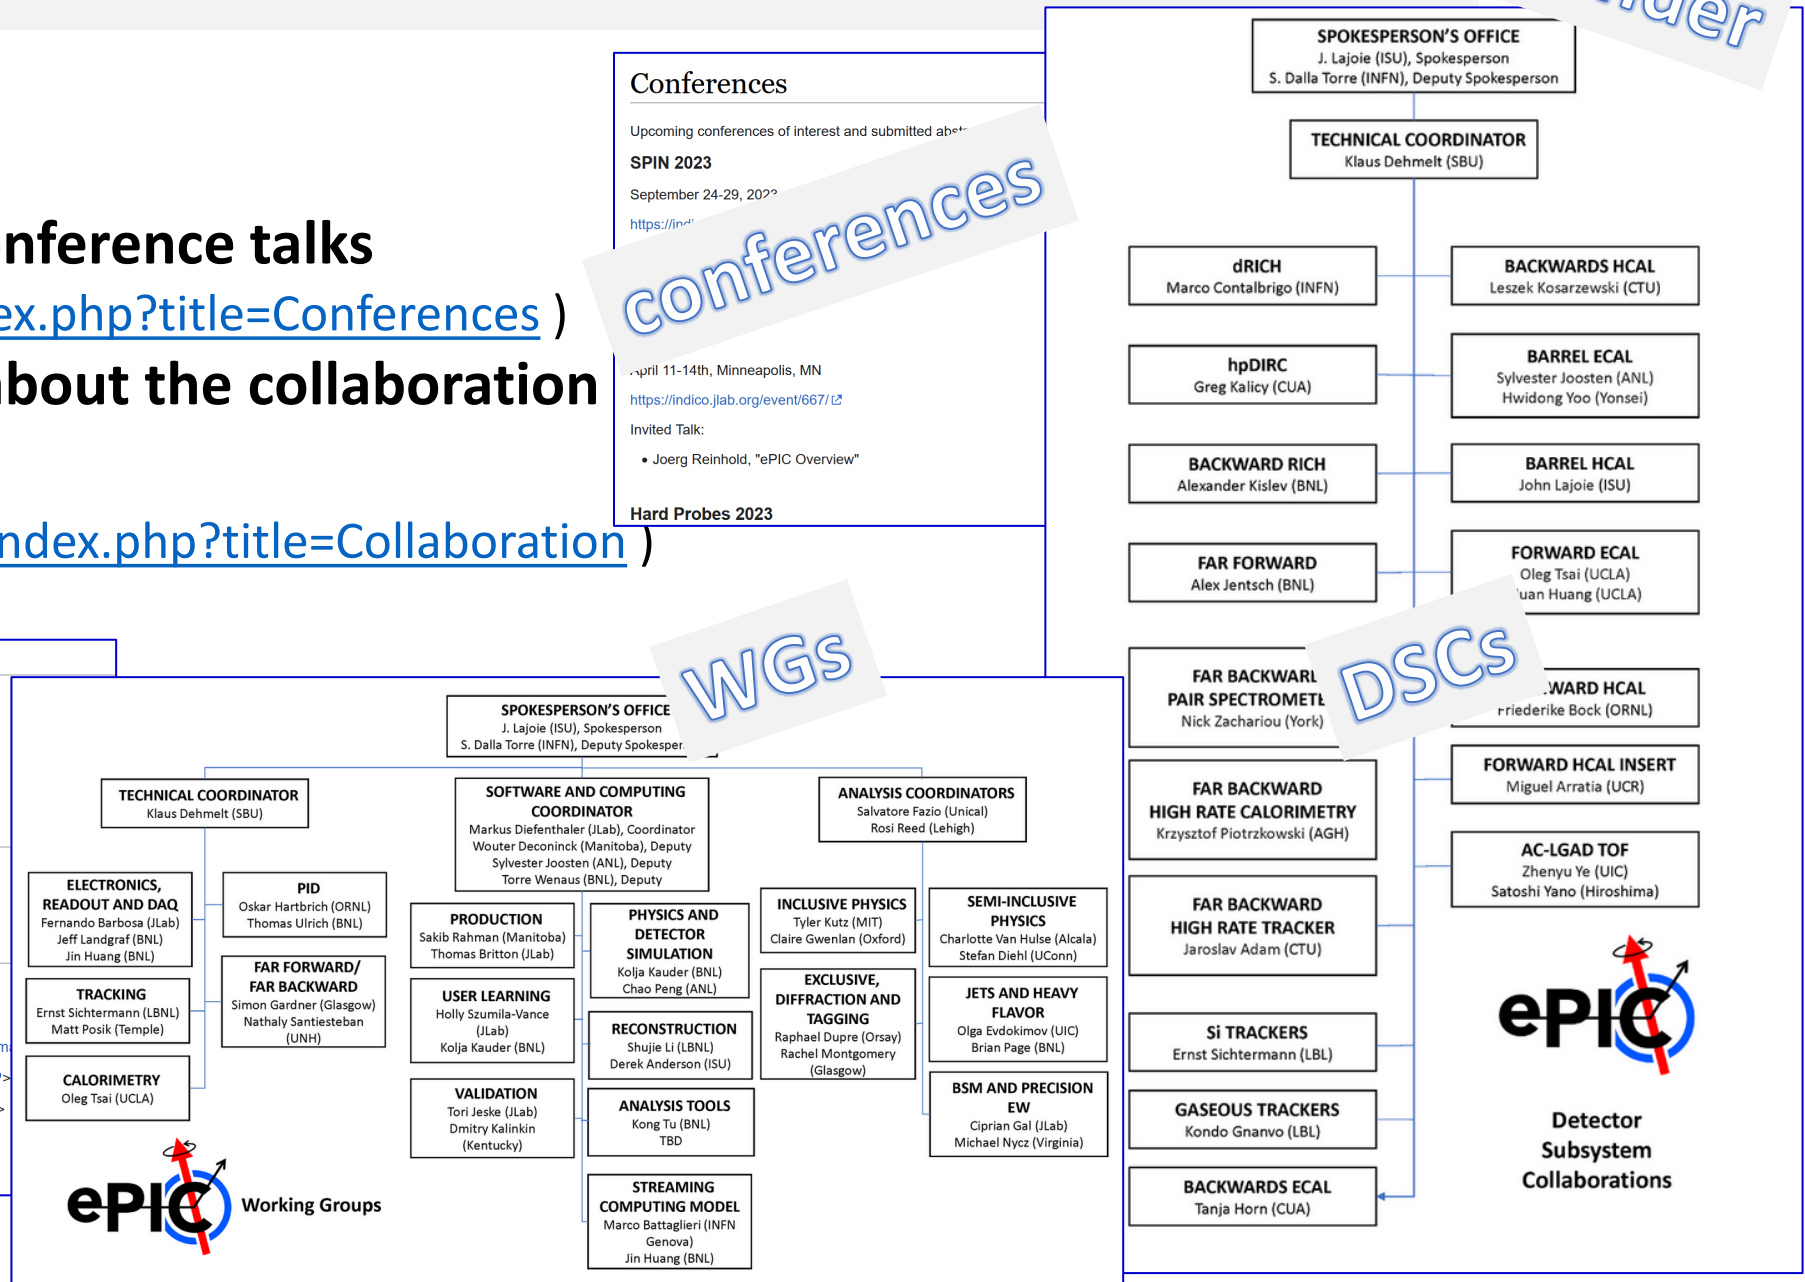 nference talks
ex.php?title=Conferences )
about the collaboration
ndex.php?title=Collaboration )
Conferences
Upcoming conferences of interest and submitted
SPIN 2023
September 24-29,
April 11-14th, Minneapolis, MN
https://indico.jlab.org/event/667/
Invited Talk:
• Joerg Reinhold, "ePIC Overview"
Hard Probes 2023
conferences
WGs
SPOKESPERSON'S OFFICE
J. Lajoie (ISU), Spokesperson
S. Dalla Torre (INFN), Deputy
TECHNICAL COORDINATOR
Klaus Dehmelt (SBU)
ELECTRONICS,
READOUT AND DAQ
Fernando Barbosa (JLab)
Jeff Landgraf (BNL)
Jin Huang (BNL)
PID
Oskar Hartbrich (ORNL)
Thomas Ulrich (BNL)
TRACKING
Ernst Sichtermann (LBNL)
Matt Posik (Temple)
FAR FORWARD/
FAR BACKWARD
Simon Gardner (Glasgow)
Nathaly Santiesteban
(UNH)
CALORIMETRY
Oleg Tsai (UCLA)
SOFTWARE AND COMPUTING
COORDINATOR
Markus Diefenthaler (JLab), Coordinator
Wouter Deconinck (Manitoba), Deputy
Sylvester Joosten (ANL), Deputy
Torre Wenaus (BNL), Deputy
PRODUCTION
Sakib Rahman (Manitoba)
Thomas Britton (JLab)
PHYSICS AND
DETECTOR
SIMULATION
Kolja Kauder (BNL)
Chao Peng (ANL)
USER LEARNING
Holly Szumila-Vance
(JLab)
Kolja Kauder (BNL)
RECONSTRUCTION
Shujie Li (LBNL)
Derek Anderson (ISU)
VALIDATION
Tori Jeske (JLab)
Dmitry Kalinkin
(Kentucky)
ANALYSIS TOOLS
Kong Tu (BNL)
TBD
STREAMING
COMPUTING MODEL
Marco Battaglieri (INFN
Genova)
Jin Huang (BNL)
ANALYSIS COORDINATORS
Salvatore Fazio (Unical)
Rosi Reed (Lehigh)
INCLUSIVE PHYSICS
Tyler Kutz (MIT)
Claire Gwenlan (Oxford)
SEMI-INCLUSIVE
PHYSICS
Charlotte Van Hulse (Alcala)
Stefan Diehl (UConn)
EXCLUSIVE,
DIFFRACTION AND
TAGGING
Raphael Dupre (Orsay)
Rachel Montgomery
(Glasgow)
JETS AND HEAVY
FLAVOR
Olga Evdokimov (UIC)
Brian Page (BNL)
BSM AND PRECISION
EW
Ciprian Gal (JLab)
Michael Nycz (Virginia)
ePIC
Working Groups
SPOKESPERSON'S OFFICE
J. Lajoie (ISU), Spokesperson
S. Dalla Torre (INFN), Deputy Spokesperson
TECHNICAL COORDINATOR
Klaus Dehmelt (SBU)
dRICH
Marco Contalbrigo (INFN)
BACKWARDS HCAL
Leszek Kosarzewski (CTU)
hpDIRC
Greg Kalicy (CUA)
BARREL ECAL
Sylvester Joosten (ANL)
Hwidong Yoo (Yonsei)
BACKWARD RICH
Alexander Kislev (BNL)
BARREL HCAL
John Lajoie (ISU)
FAR FORWARD
Alex Jentsch (BNL)
FORWARD ECAL
Oleg Tsai (UCLA)
Huang (UCLA)
DSCs
FAR BACKWARD
PAIR
Nick Zachariou (York)
HCAL
Friederike Bock (ORNL)
FAR BACKWARD
HIGH RATE CALORIMETRY
Krzysztof Piotrzkowski (AGH)
FORWARD HCAL INSERT
Miguel Arratia (UCR)
FAR BACKWARD
HIGH RATE TRACKER
Jaroslav Adam (CTU)
AC-LGAD TOF
Zhenyu Ye (UIC)
Satoshi Yano (Hiroshima)
Si TRACKERS
Ernst Sichtermann (LBL)
GASEOUS TRACKERS
Kondo Gnanvo (LBL)
BACKWARDS ECAL
Tanja Horn (CUA)
ePIC
Detector
Subsystem
Collaborations